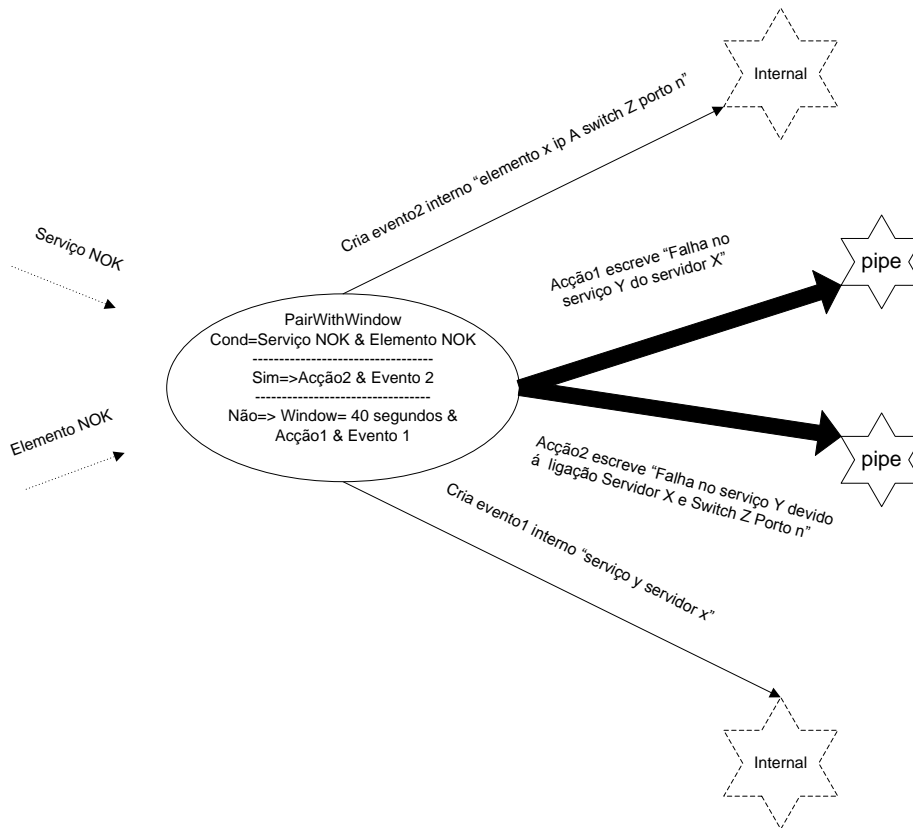 Internal
Cria evento2 interno “elemento x ip A switch Z porto n”
Serviço NOK
Acção1 escreve “Falha no
serviço Y do servidor X”
pipe
PairWithWindow
Cond=Serviço NOK & Elemento NOK
-----------------------------------
Sim=>Acção2 & Evento 2
----------------------------------
Não=> Window= 40 segundos &
Acção1 & Evento 1
Elemento NOK
pipe
Acção2 escreve “Falha no serviço Y devido
á ligação Servidor X e Switch Z Porto n”
Cria evento1 interno “serviço y servidor x”
Internal